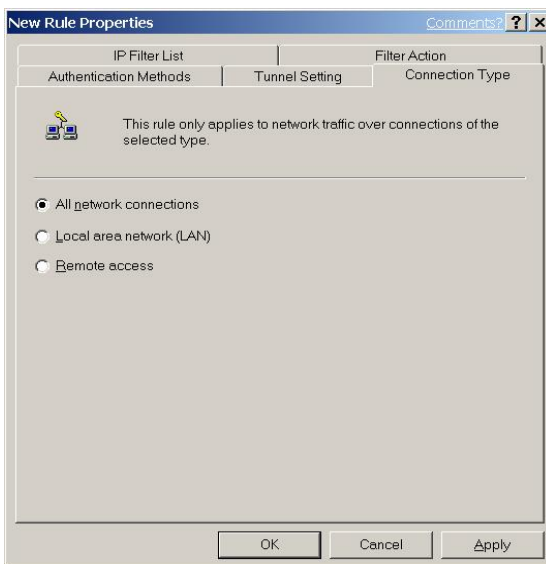 New Rule Properties
Comments? ? X
IP Filter List
Filter Action
Authentication Methods
Tunnel Setting
Connection Type
This rule only applies to network traffic over connections of the
selected type.
All network connections
Local area network (LAN)
Remote access
OK
Cancel
Apply